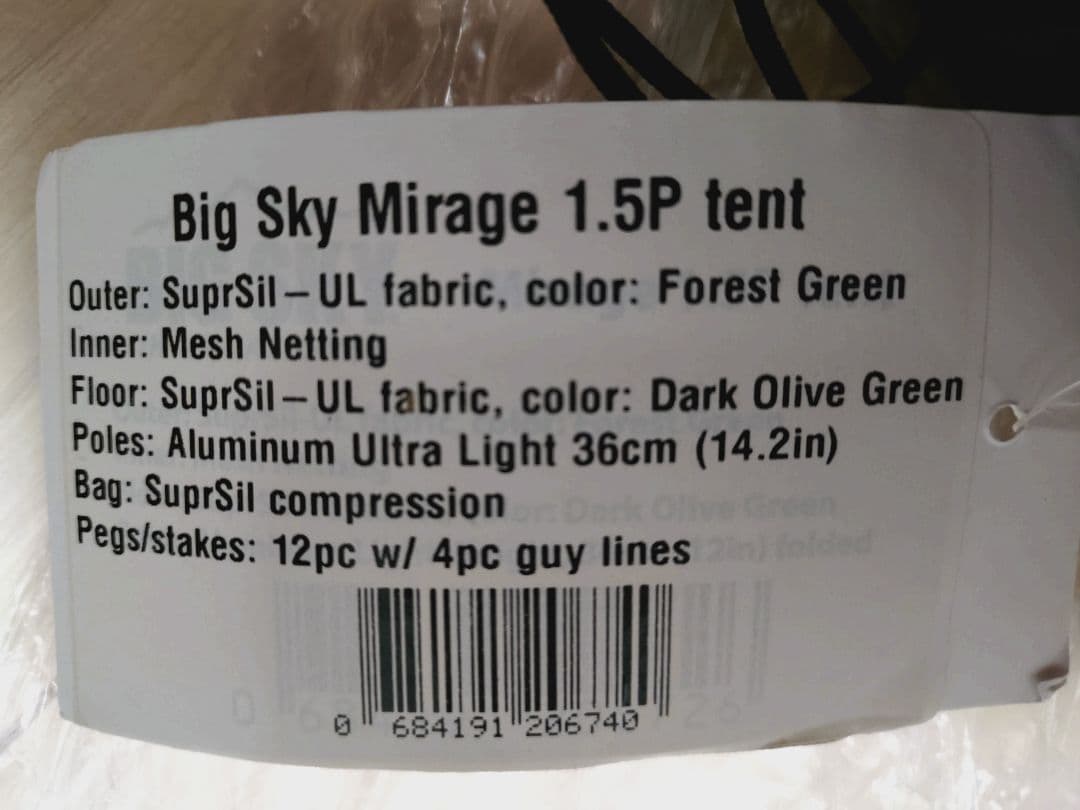 Big Sky Mirage 1.5P tent
Outer: SuprSil-UL fabric, color: Forest Green
Inner: Mesh Netting
Floor: SuprSil-UL fabric, color: Dark Olive Green
Poles: Aluminum Ultra Light 36cm (14.2in)
Bag: SuprSil compression
Pegs/stakes: 12pc w/ 4pc guy lines
0 684191 206740